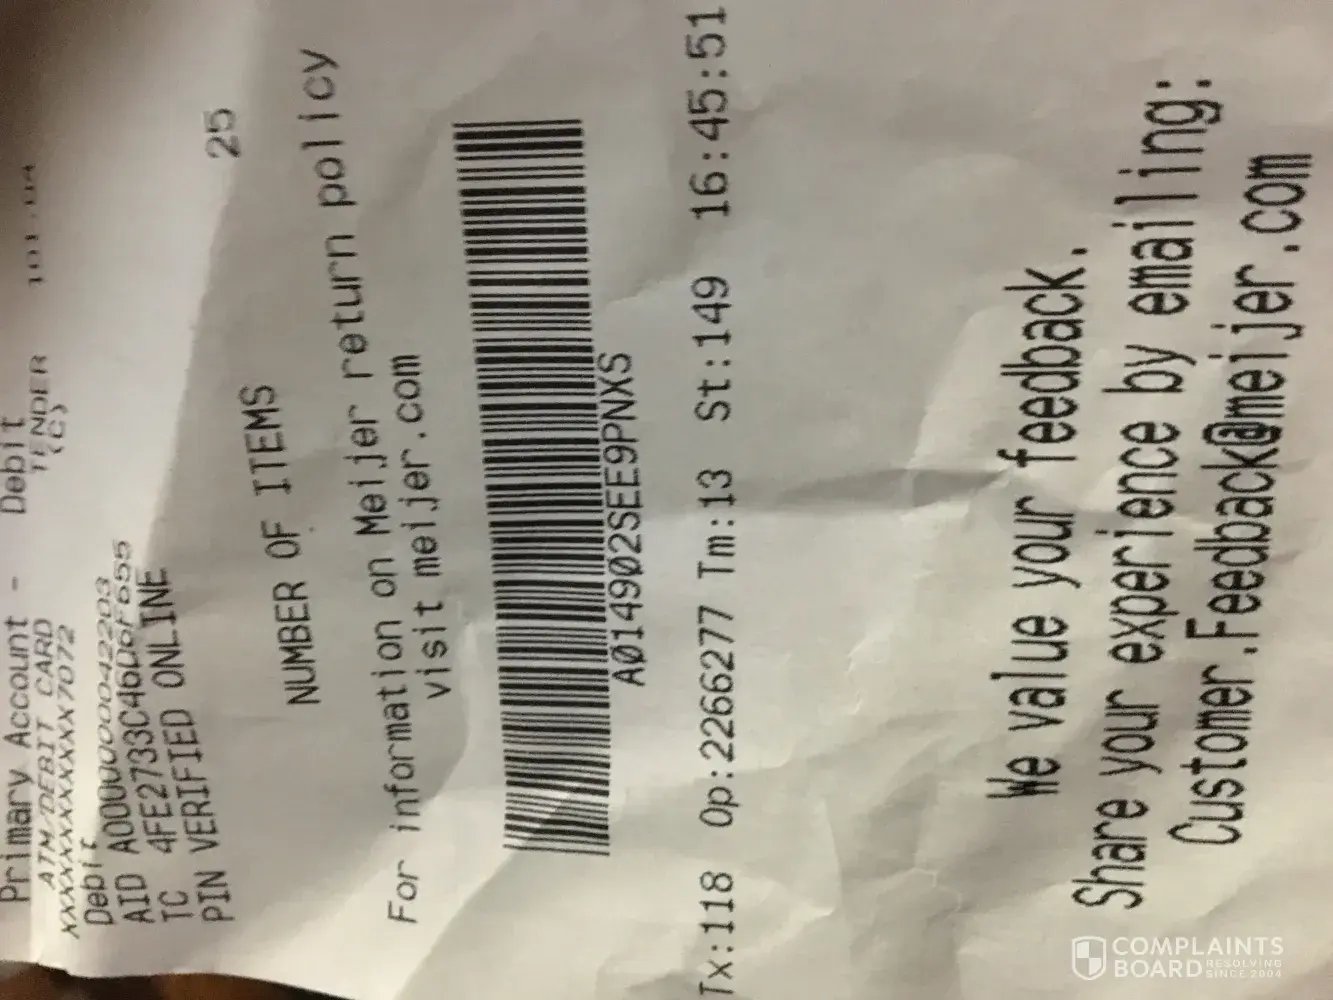 Primary Account - Debit
ATM/DEBIT CARD TENDER 101.04
XXXXXXXXXXXX7072 (C)
Debit
AID A0000000042203
TC 4FE2733C46D6F655
PIN VERIFIED ONLINE
NUMBER OF ITEMS 25
For information on Meijer return policy
visit meijer.com
A014902SEE9PNXS
Tx:118 Op:2266277 Tm:13 St:149 16:45:51
We value your feedback.
Share your experience by emailing:
Customer.Feedback@meijer.com
COMPLAINTS
BOARD RESOLVING
SINCE 2004